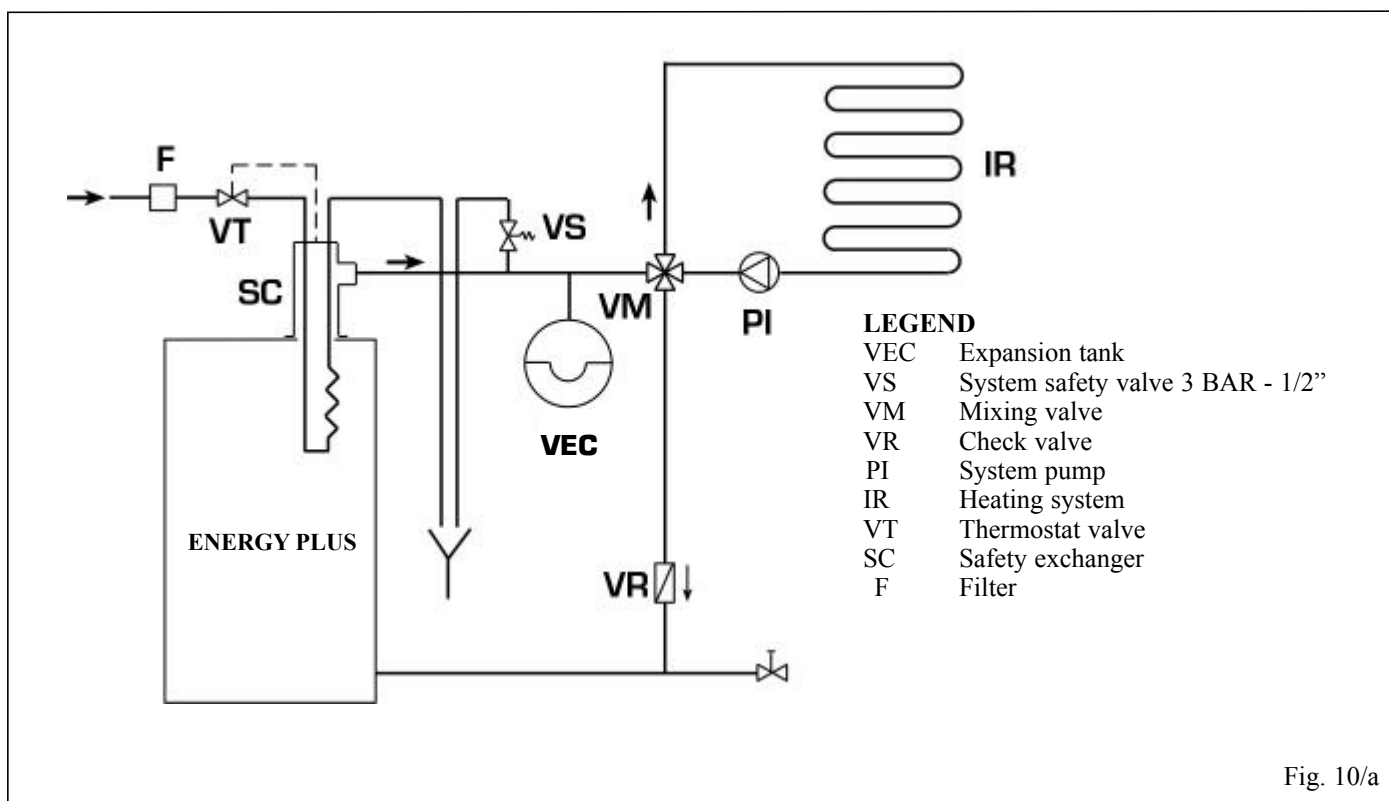 F
VT
SC
VS
VM
PI
IR
VEC
ENERGY PLUS
VR
LEGEND
VEC Expansion tank
VS System safety valve 3 BAR - 1/2”
VM Mixing valve
VR Check valve
PI System pump
IR Heating system
VT Thermostat valve
SC Safety exchanger
F Filter
Fig. 10/a